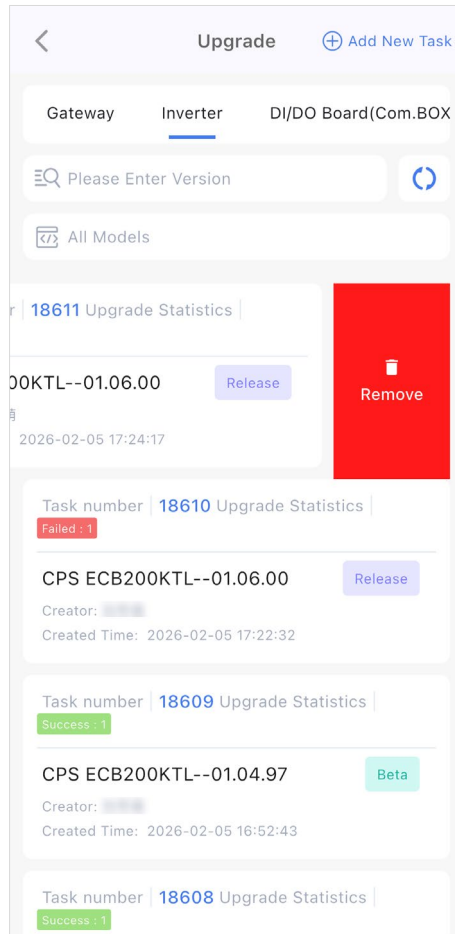 Upgrade
Add New Task
Gateway Inverter DI/DO Board(Com.BOX
Please Enter Version
All Models
r 18611 Upgrade Statistics
00KTL--01.06.00 Release
2026-02-05 17:24:17
Remove
Task number 18610 Upgrade Statistics
Failed : 1
CPS ECB200KTL--01.06.00 Release
Creator:
Created Time: 2026-02-05 17:22:32
Task number 18609 Upgrade Statistics
Success : 1
CPS ECB200KTL--01.04.97 Beta
Creator:
Created Time: 2026-02-05 16:52:43
Task number 18608 Upgrade Statistics
Success : 1